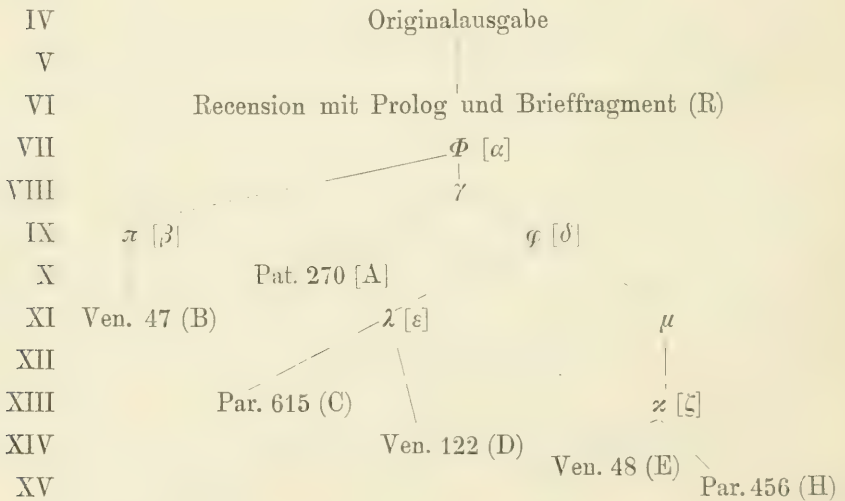 IV Originalausgabe
V
VI Recension mit Prolog und Brieffragment (R)
VII Φ [α]
VIII γ
IX π [β] φ [δ]
X Pat. 270 [A]
XI Ven. 47 (B) λ [ε] μ
XII
XIII Par. 615 (C) ϰ [ζ]
XIV Ven. 122 (D) Ven. 48 (E)
XV Par. 456 (H)